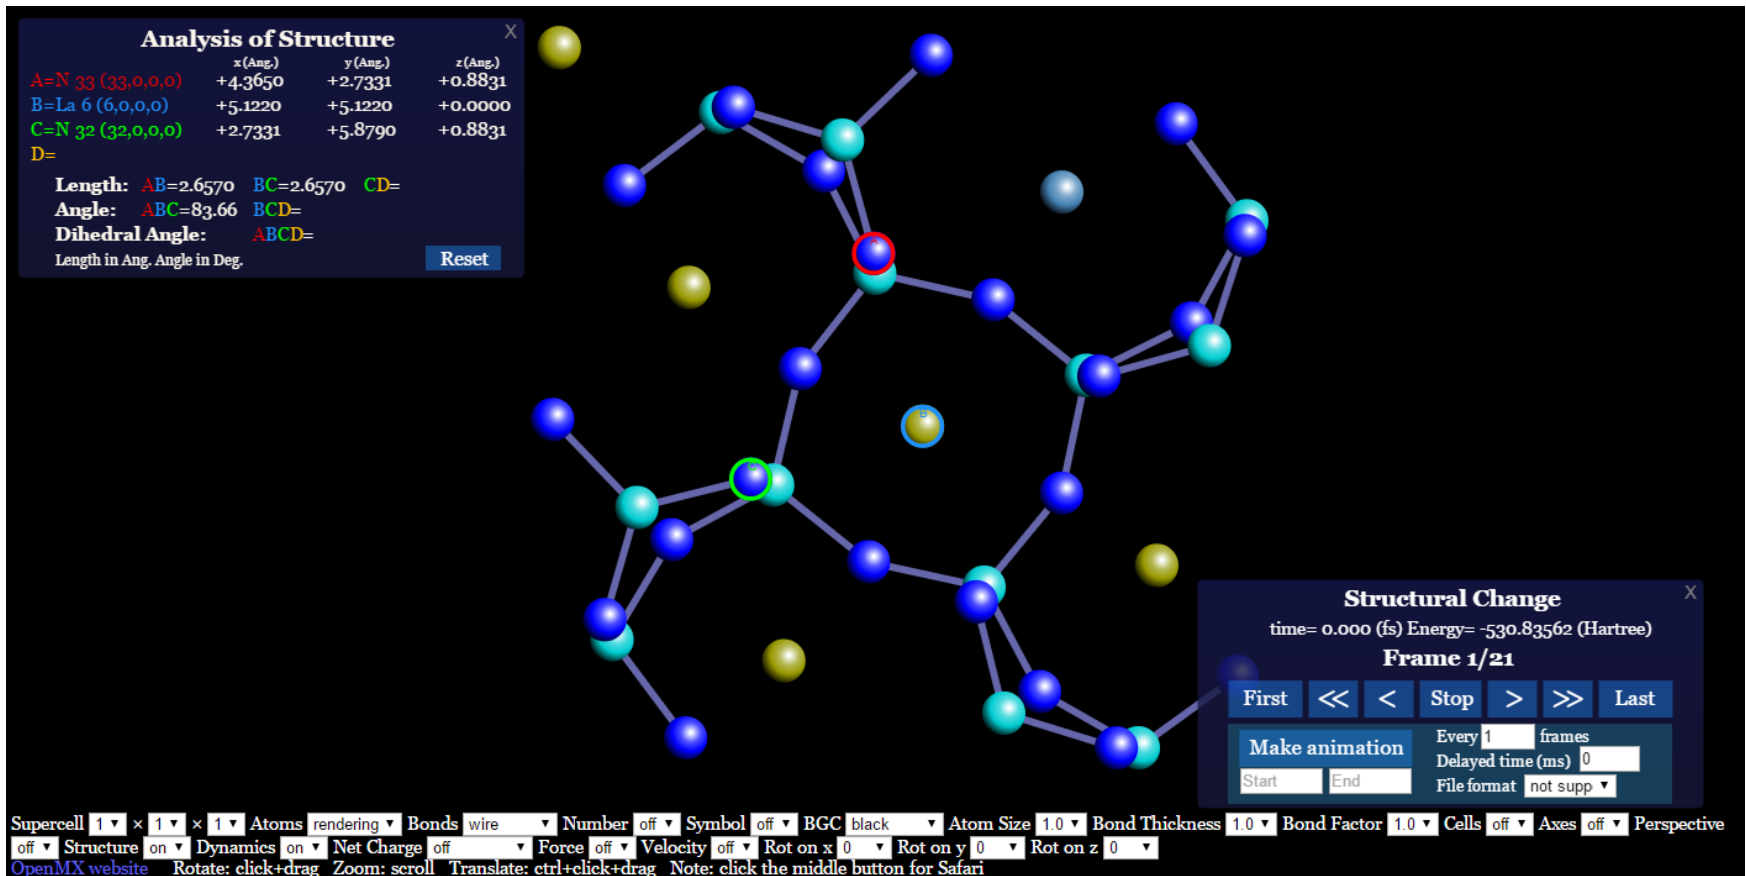 Analysis of Structure
X
x (Ang.) y (Ang.) z (Ang.)
A=N 33 (33,0,0,0) +4.3650 +2.7331 +0.8831
B=La 6 (6,0,0,0) +5.1220 +5.1220 +0.0000
C=N 32 (32,0,0,0) +2.7331 +5.8790 +0.8831
D=
Length: AB=2.6570 BC=2.6570 CD=
Angle: ABC=83.66 BCD=
Dihedral Angle: ABCD=
Length in Ang. Angle in Deg. Reset
A
B
C
Structural Change
X
time= 0.000 (fs) Energy= -530.83562 (Hartree)
Frame 1/21
First << < Stop > >> Last
Make animation Every 1 frames
Delayed time (ms) 0
Start End File format not supp
Supercell 1 × 1 × 1 Atoms rendering Bonds wire Number off Symbol off BGC black Atom Size 1.0 Bond Thickness 1.0 Bond Factor 1.0 Cells off Axes off Perspective
off Structure on Dynamics on Net Charge off Force off Velocity off Rot on x 0 Rot on y 0 Rot on z 0
OpenMX website Rotate: click+drag Zoom: scroll Translate: ctrl+click+drag Note: click the middle button for Safari